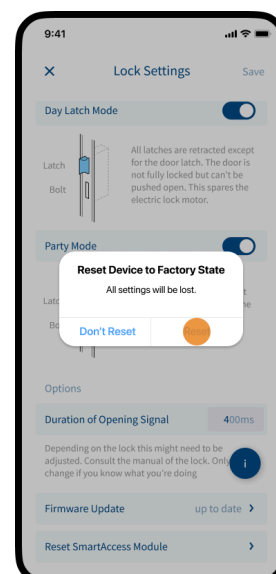 9:41
Lock Settings
Save
Day Latch Mode
All latches are retracted except
for the door latch. The door is
not fully locked but can't be
pushed open. This spares the
electric lock motor.
Latch
Bolt
Party Mode
Reset Device to Factory State
All settings will be lost.
Don't Reset
Reset
Options
Duration of Opening Signal
400ms
Depending on the lock this might need to be
adjusted. Consult the manual of the lock. Only
change if you know what you're doing
i
Firmware Update
up to date
Reset SmartAccess Module